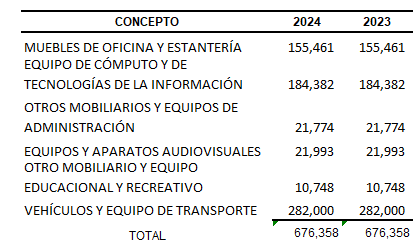 CONCEPTO 2024 2023
MUEBLES DE OFICINA Y ESTANTERÍA 155,461 155,461
EQUIPO DE CÓMPUTO Y DE
TECNOLOGÍAS DE LA INFORMACIÓN 184,382 184,382
OTROS MOBILIARIOS Y EQUIPOS DE
ADMINISTRACIÓN 21,774 21,774
EQUIPOS Y APARATOS AUDIOVISUALES 21,993 21,993
OTRO MOBILIARIO Y EQUIPO
EDUCACIONAL Y RECREATIVO 10,748 10,748
VEHÍCULOS Y EQUIPO DE TRANSPORTE 282,000 282,000
TOTAL 676,358 676,358